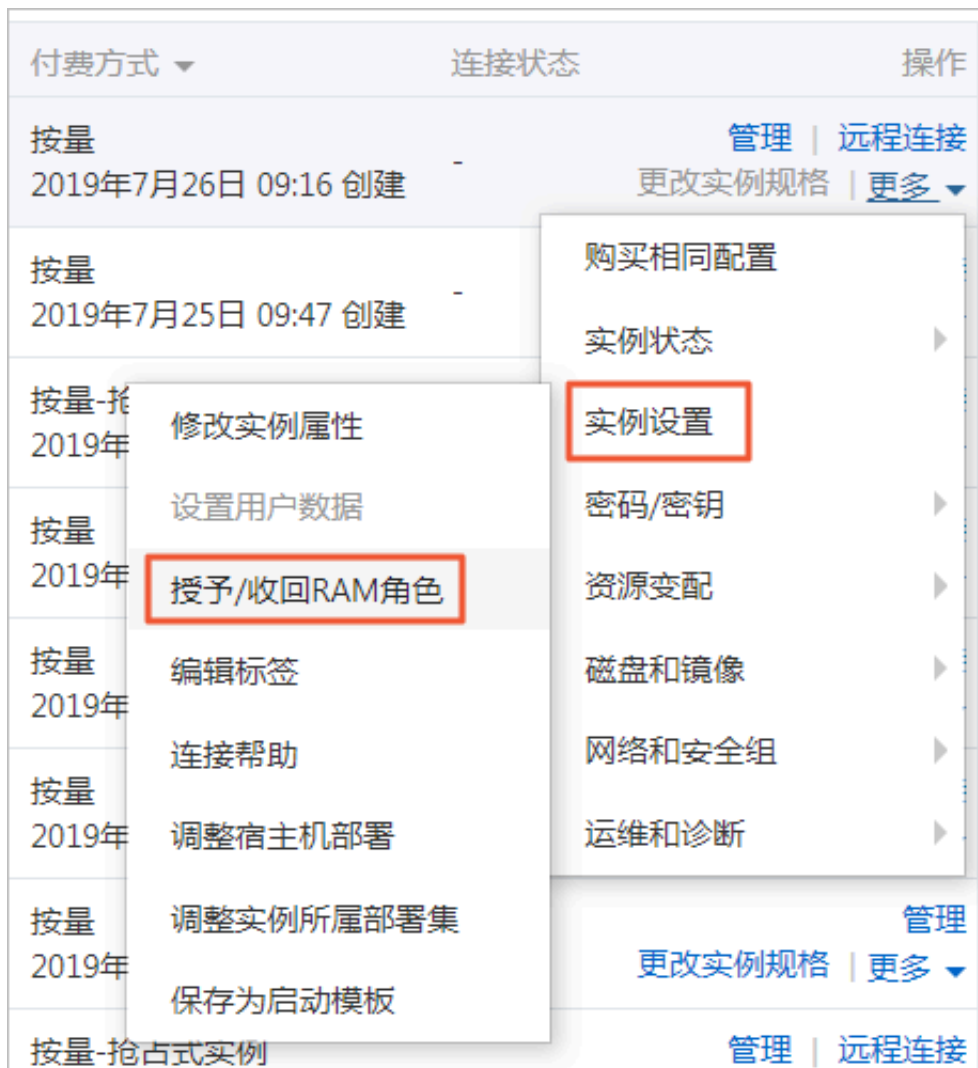 付费方式
连接状态
操作
按量
2019年7月26日 09:16 创建
-
管理 | 远程连接
更改实例规格 | 更多
按量
2019年7月25日 09:47 创建
-
按量-抢
2019年
按量
2019年
按量
2019年
按量
2019年
按量
2019年
管理
更改实例规格 | 更多
按量-抢占式实例
管理 | 远程连接
购买相同配置
实例状态
实例设置
密码/密钥
资源变配
磁盘和镜像
网络和安全组
运维和诊断
修改实例属性
设置用户数据
授予/收回RAM角色
编辑标签
连接帮助
调整宿主机部署
调整实例所属部署集
保存为启动模板